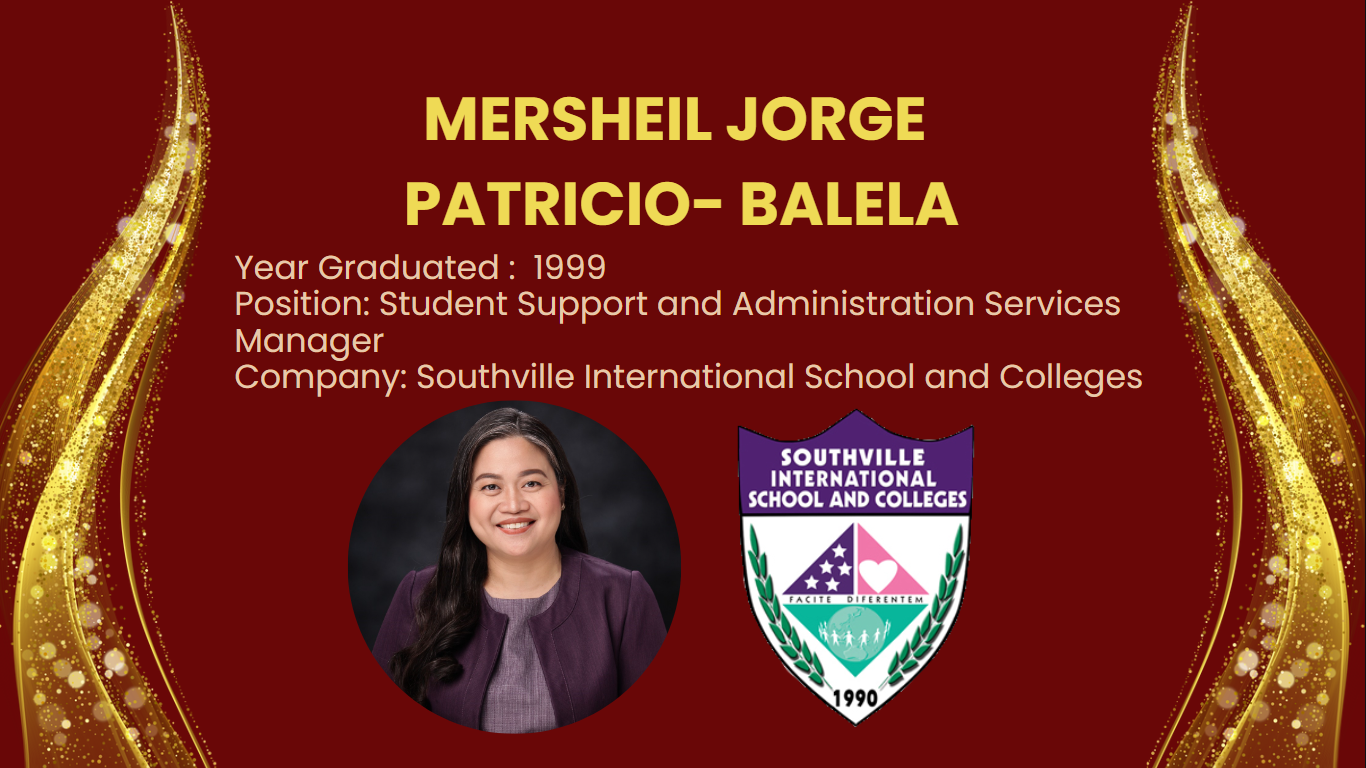 MERSHEIL JORGE
PATRICIO- BALELA
Year Graduated :  1999
Position: Student Support and Administration Services
Manager
Company: Southville International School and Colleges
SOUTHVILLE
INTERNATIONAL
SCHOOL AND COLLEGES
FACITE DIFERENTEM
1990